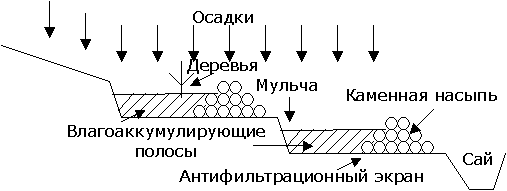 Осадки
Деревья
Мульча
Каменная насыпь
Влагоаккумулирующие
полосы
Сай
Антифильтрационный экран